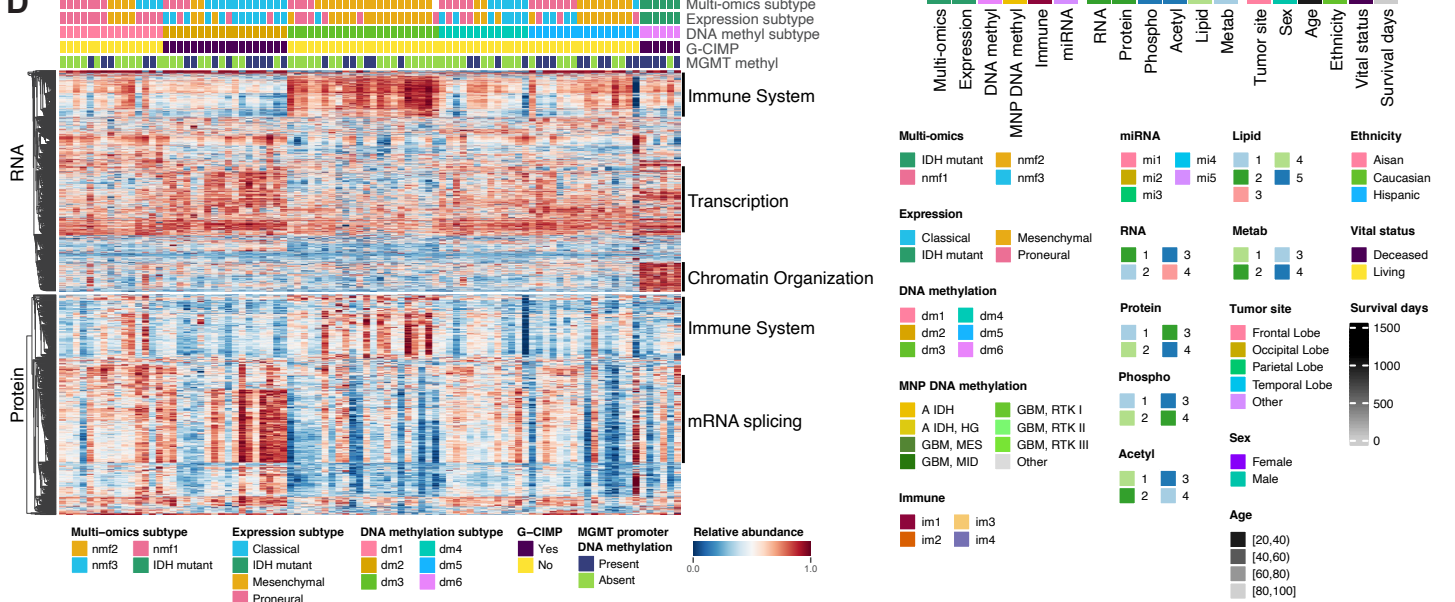 D
Multi-omics subtype
Expression subtype
DNA methyl subtype
G-CIMP
MGMT methyl
RNA
Immune System
Transcription
Chromatin Organization
Protein
Immune System
mRNA splicing
Multi−omics subtype
nmf2 nmf1
nmf3 IDH mutant
Expression subtype
Classical
IDH mutant
Mesenchymal
Proneural
DNA methylation subtype
dm1 dm4
dm2 dm5
dm3 dm6
G−CIMP
Yes
No
MGMT promoter
DNA methylation
Present
Absent
Relative abundance
0.0 1.0
Multi-omics
Expression
DNA methyl
MNP DNA methyl
Immune
miRNA
RNA
Protein
Phospho
Acetyl
Lipid
Metab
Tumor site
Sex
Age
Ethnicity
Vital status
Survival days
Multi-omics
IDH mutant nmf2
nmf1 nmf3
Expression
Classical Mesenchymal
IDH mutant Proneural
DNA methylation
dm1 dm4
dm2 dm5
dm3 dm6
MNP DNA methylation
A IDH GBM, RTK I
A IDH, HG GBM, RTK II
GBM, MES GBM, RTK III
GBM, MID Other
Immune
im1 im3
im2 im4
miRNA
mi1 mi4
mi2 mi5
mi3
RNA
1 3
2 4
Protein
1 3
2 4
Phospho
1 3
2 4
Acetyl
1 3
2 4
Lipid
1 4
2 5
3
Metab
1 3
2 4
Tumor site
Frontal Lobe
Occipital Lobe
Parietal Lobe
Temporal Lobe
Other
Sex
Female
Male
Age
[20,40)
[40,60)
[60,80)
[80,100]
Ethnicity
Aisan
Caucasian
Hispanic
Vital status
Deceased
Living
Survival days
1500
1000
500
0